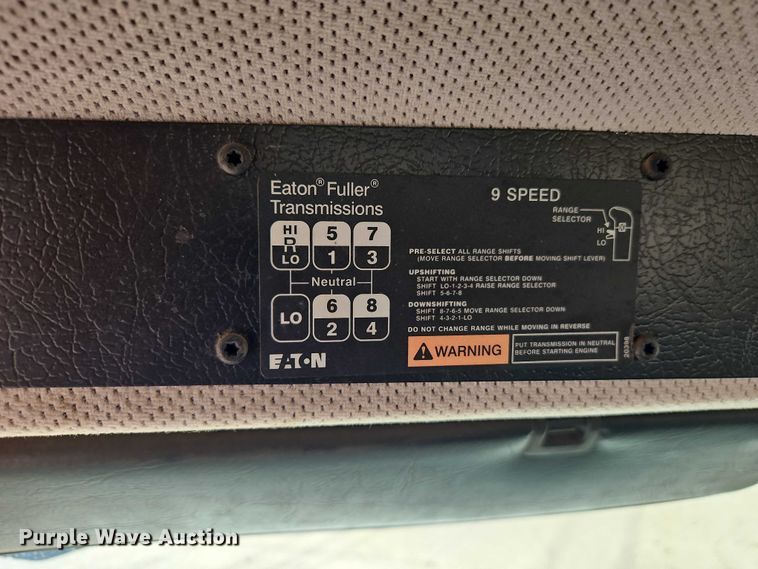 Eaton® Fuller®
Transmissions
9 SPEED
RANGE
SELECTOR
HI
LO
HI 5 7
R
LO 1 3
Neutral
LO 6 8
2 4
EATON
PRE-SELECT ALL RANGE SHIFTS
(MOVE RANGE SELECTOR BEFORE MOVING SHIFT LEVER)
UPSHIFTING
START WITH RANGE SELECTOR DOWN
SHIFT LO-1-2-3-4 RAISE RANGE SELECTOR
SHIFT 5-6-7-8
DOWNSHIFTING
SHIFT 8-7-6-5 MOVE RANGE SELECTOR DOWN
SHIFT 4-3-2-1-LO
DO NOT CHANGE RANGE WHILE MOVING IN REVERSE
WARNING
PUT TRANSMISSION IN NEUTRAL
BEFORE STARTING ENGINE
20398
Purple Wave Auction